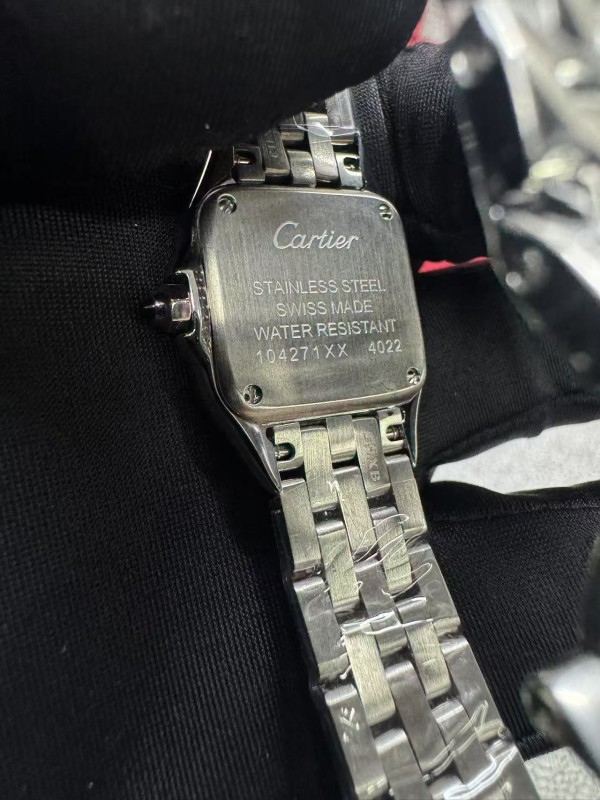 Cartier
STAINLESS STEEL
SWISS MADE
WATER RESISTANT
104271XX 4022